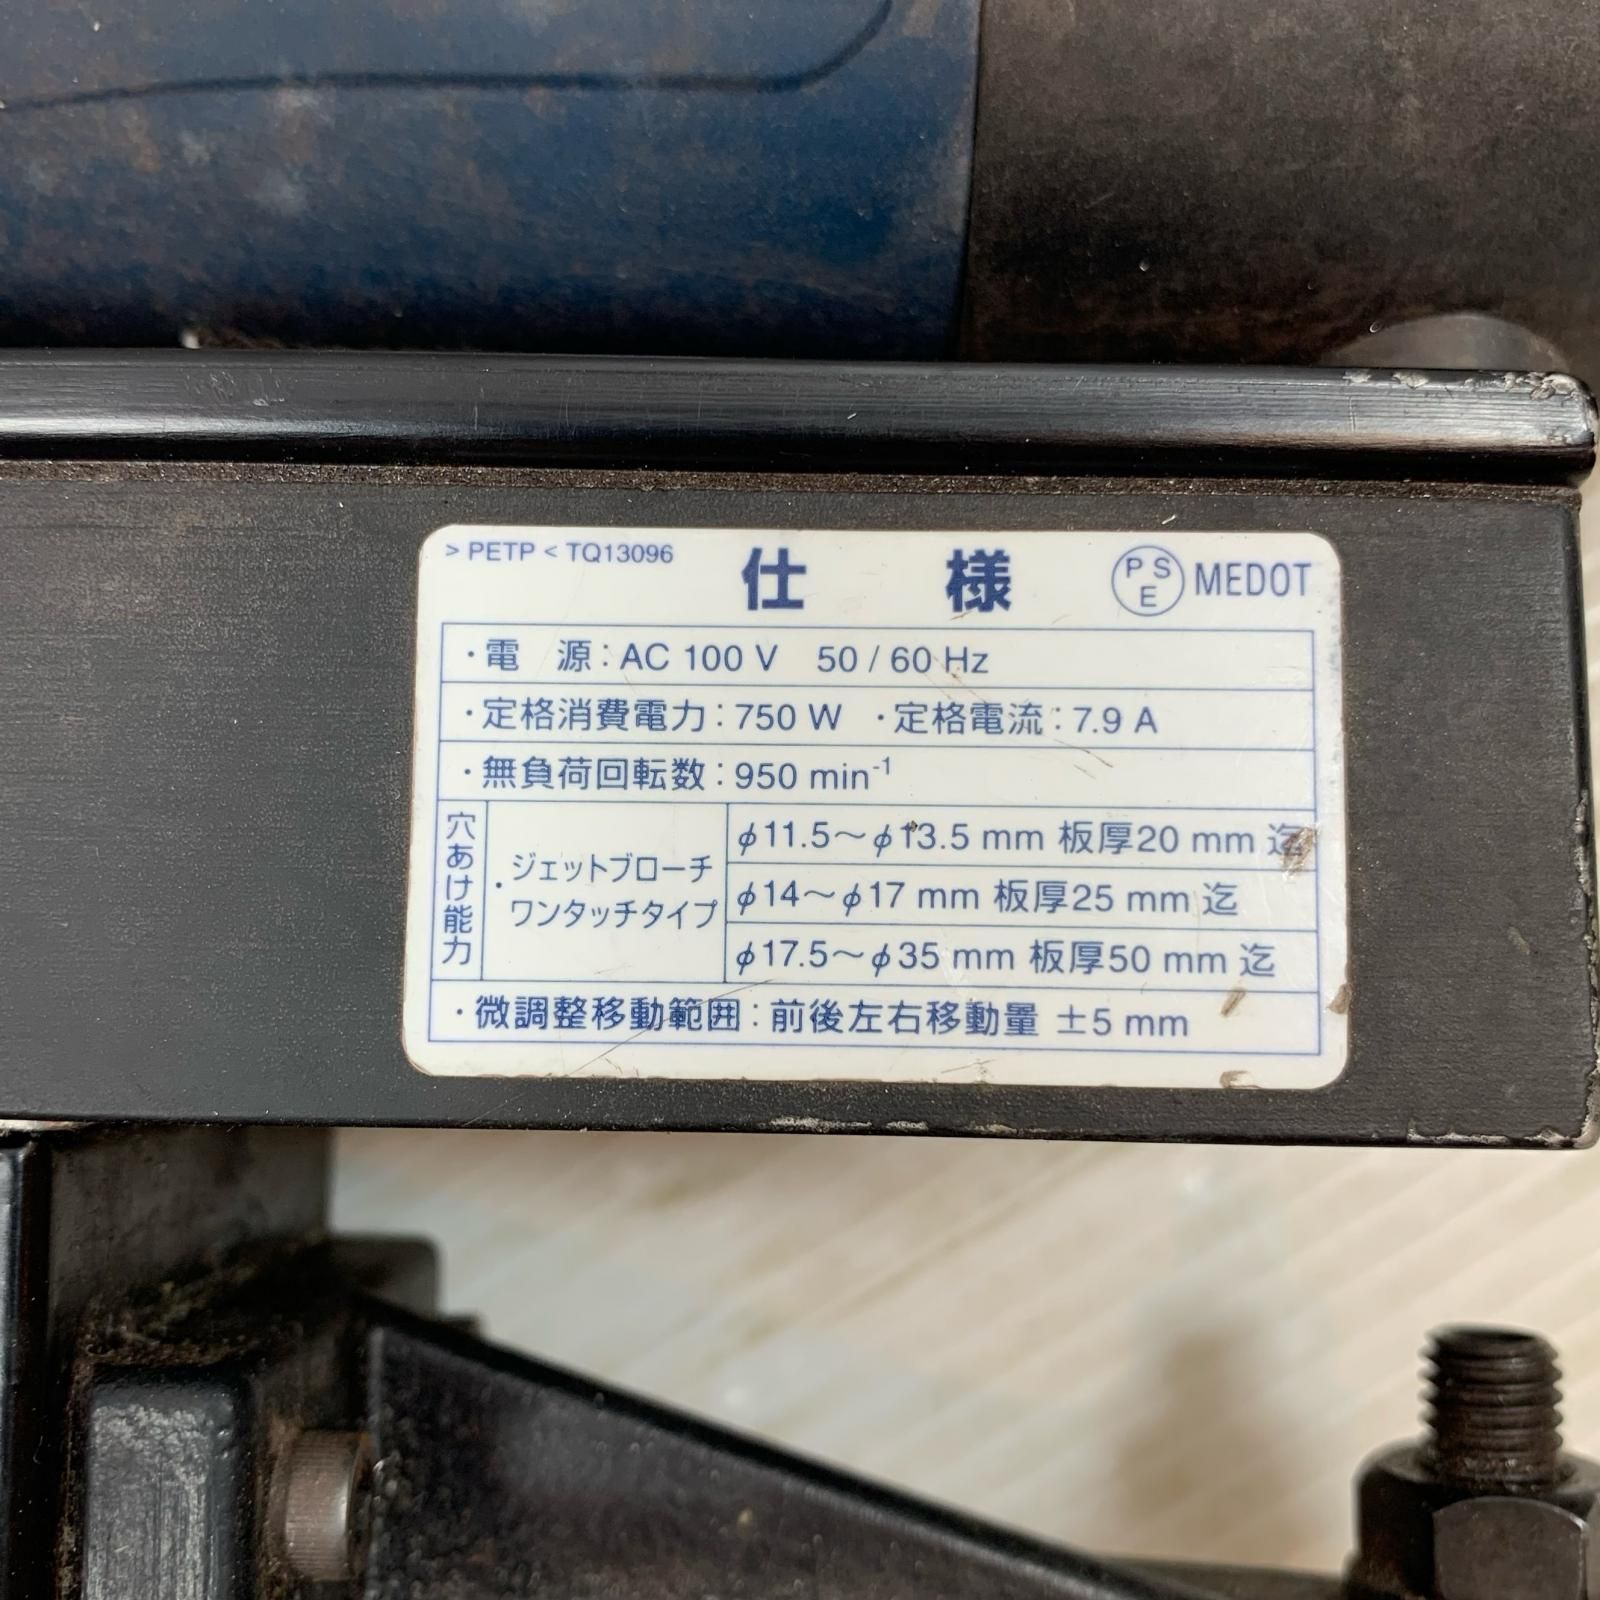 > PETP < TQ13096 仕 様 PSE MEDOT
・電 源：AC 100 V 50 / 60 Hz
・定格消費電力：750 W ・定格電流：7.9 A
・無負荷回転数：950 min⁻¹
穴あけ能力
・ジェットブローチ
ワンタッチタイプ
φ11.5～φ13.5 mm 板厚20 mm 迄
φ14～φ17 mm 板厚25 mm 迄
φ17.5～φ35 mm 板厚50 mm 迄
・微調整移動範囲：前後左右移動量 ±5 mm